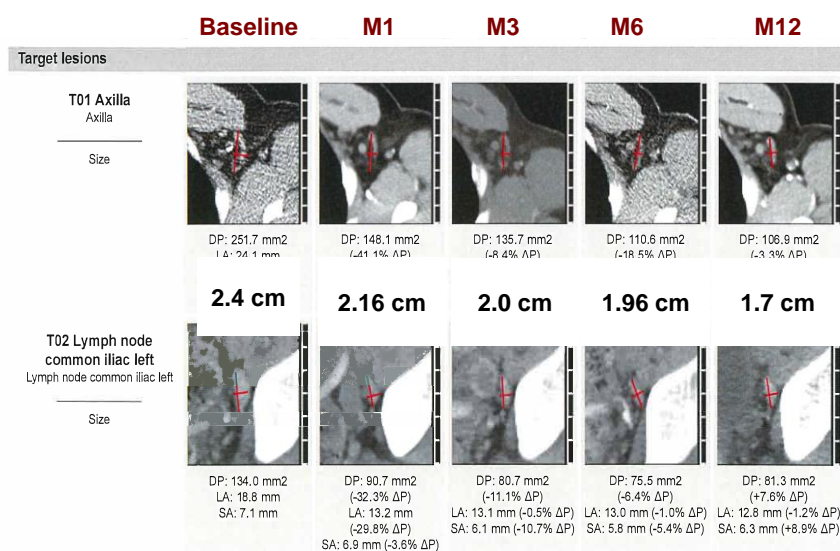 Baseline M1 M3 M6 M12
Target lesions
T01 Axilla
Axilla
Size
DP: 251.7 mm2
LA: 24.1 mm
DP: 148.1 mm2
(-41.1% ΔP)
DP: 135.7 mm2
(-8.4% ΔP)
DP: 110.6 mm2
(-18.5% ΔP)
DP: 106.9 mm2
(-3.3% ΔP)
2.4 cm 2.16 cm 2.0 cm 1.96 cm 1.7 cm
T02 Lymph node
common iliac left
Lymph node common iliac left
Size
DP: 134.0 mm2
LA: 18.8 mm
SA: 7.1 mm
DP: 90.7 mm2
(-32.3% ΔP)
LA: 13.2 mm
(-29.8% ΔP)
SA: 6.9 mm (-3.6% ΔP)
DP: 80.7 mm2
(-11.1% ΔP)
LA: 13.1 mm (-0.5% ΔP)
SA: 6.1 mm (-10.7% ΔP)
DP: 75.5 mm2
(-6.4% ΔP)
LA: 13.0 mm (-1.0% ΔP)
SA: 5.8 mm (-5.4% ΔP)
DP: 81.3 mm2
(+7.6% ΔP)
LA: 12.8 mm (-1.2% ΔP)
SA: 6.3 mm (+8.9% ΔP)